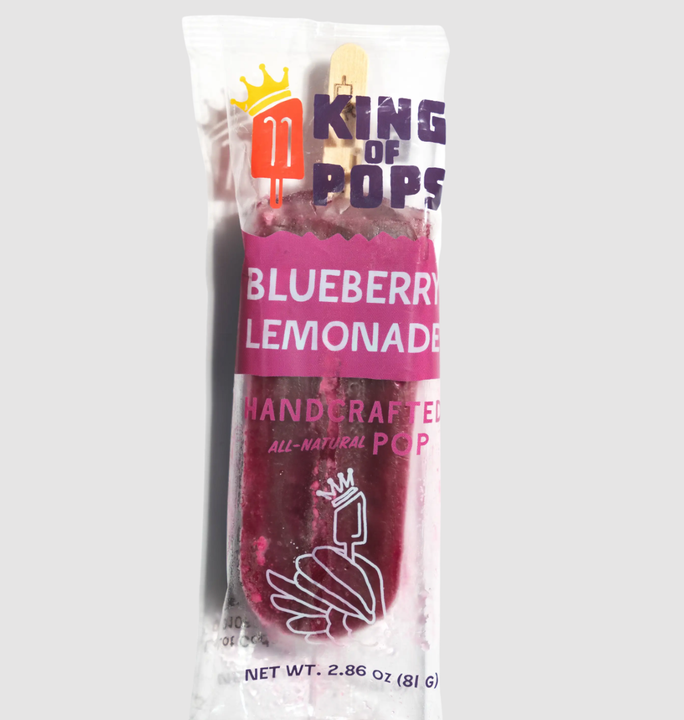 KING
OF
POPS
BLUEBERRY
LEMONADE
HANDCRAFTED
ALL-NATURAL POP
NET WT. 2.86 OZ (81 G)